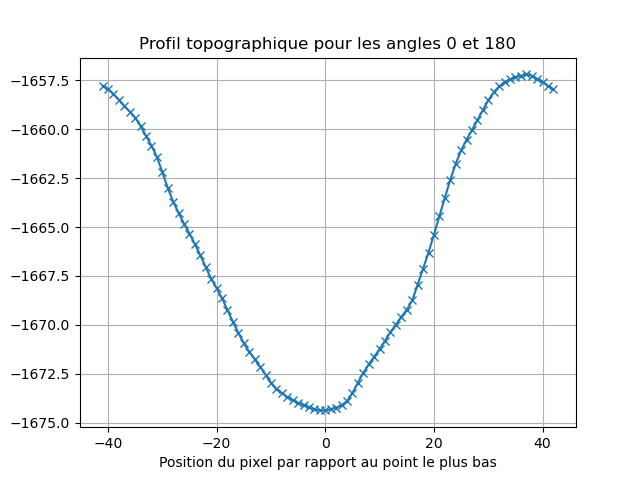 Profil topographique pour les angles 0 et 180
−1657.5
−1660.0
−1662.5
−1665.0
−1667.5
−1670.0
−1672.5
−1675.0
−40 −20 0 20 40
Position du pixel par rapport au point le plus bas